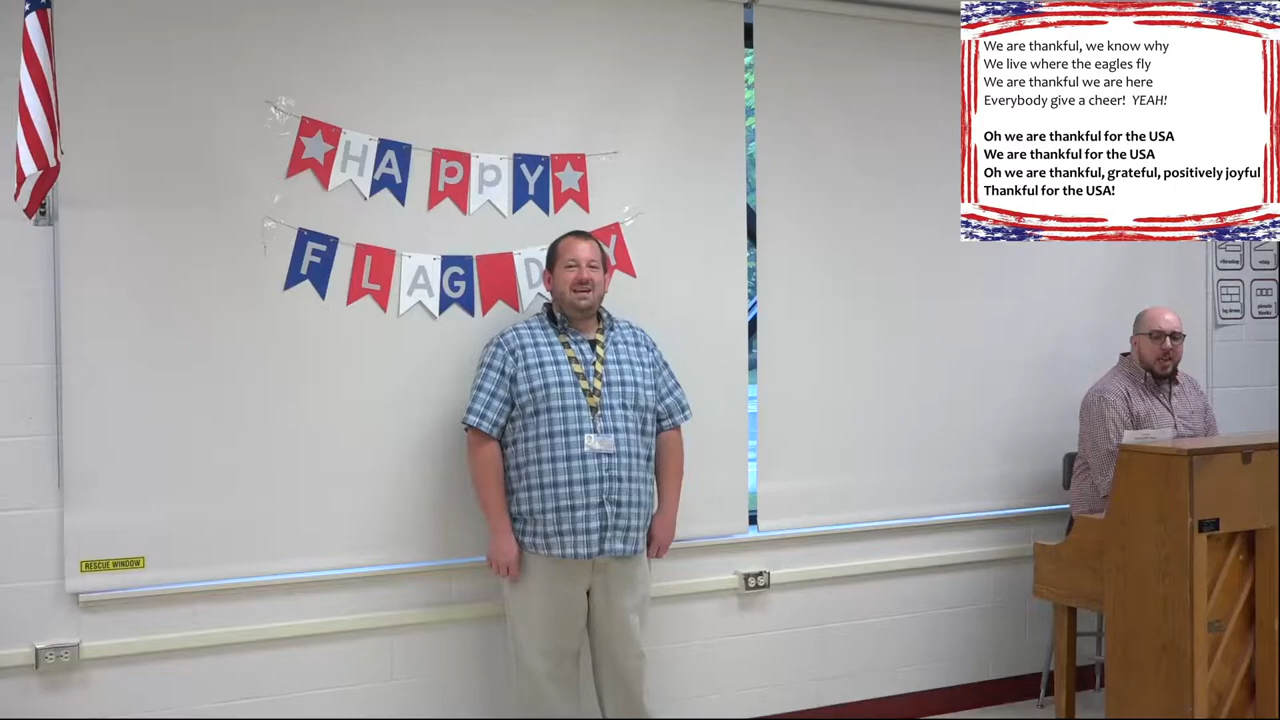 HAPPY
FLAG D Y
We are thankful, we know why
We live where the eagles fly
We are thankful we are here
Everybody give a cheer! YEAH!
Oh we are thankful for the USA
We are thankful for the USA
Oh we are thankful, grateful, positively joyful
Thankful for the USA!
RESCUE WINDOW